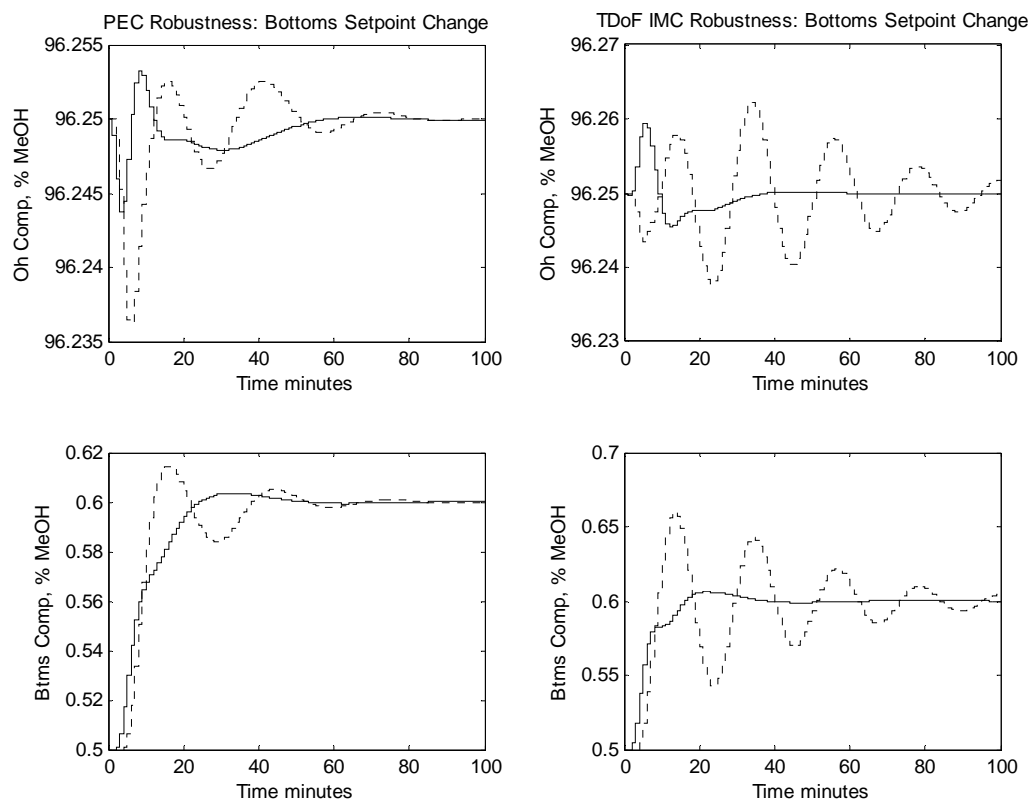 PEC Robustness: Bottoms Setpoint Change
96.255
96.25
96.245
96.24
96.235
Oh Comp, % MeOH
0 20 40 60 80 100
Time minutes
TDoF IMC Robustness: Bottoms Setpoint Change
96.27
96.26
96.25
96.24
96.23
Oh Comp, % MeOH
0 20 40 60 80 100
Time minutes
0.62
0.6
0.58
0.56
0.54
0.52
0.5
Btms Comp, % MeOH
0 20 40 60 80 100
Time minutes
0.7
0.65
0.6
0.55
0.5
Btms Comp, % MeOH
0 20 40 60 80 100
Time minutes